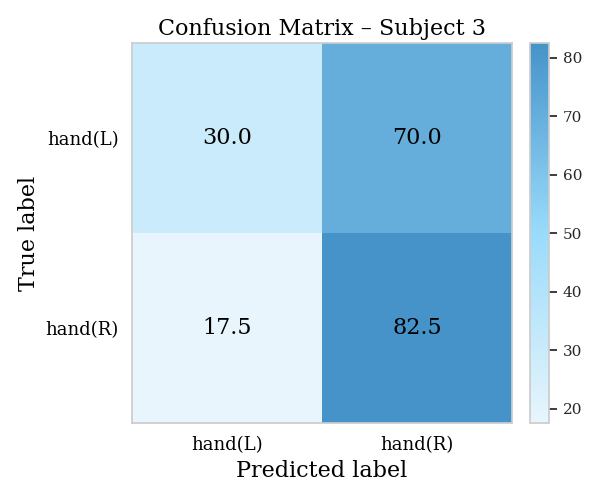 Confusion Matrix – Subject 3
True label
hand(L)
30.0
70.0
hand(R)
17.5
82.5
hand(L)
hand(R)
Predicted label
80
70
60
50
40
30
20